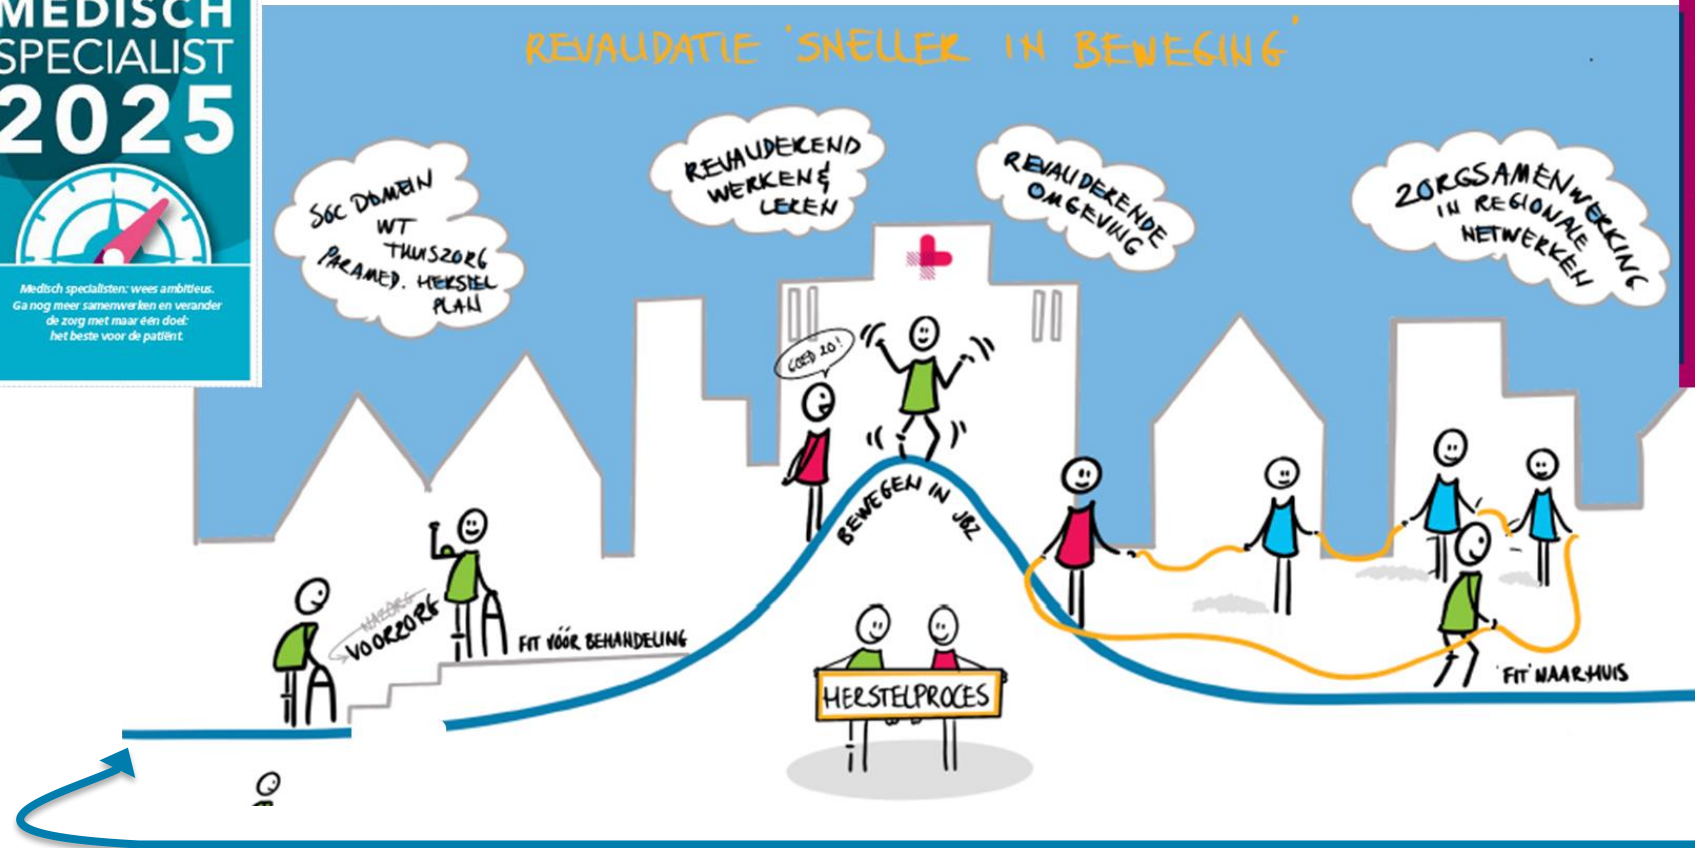 MEDISCH
SPECIALIST
2025
Medisch specialisten: wees ambitieus.
Ga nog meer samenwerken en verander
de zorg met maar één doel:
het beste voor de patiënt.
REVALIDATIE 'SNELLER IN BEWEGING'
SOC DOMEIN
WT
THUISZORG
PARAMED. HERSTEL
PLAN
REVALIDEREND
WERKEN &
LEREN
REVALIDERENDE
OMGEVING
ZORGSAMENWERKING
IN REGIONALE
NETWERKEN
GOED ZO!
BEWEGEN IN JBZ
NAZORG
VOORZORG
FIT VÓÓR BEHANDELING
HERSTELPROCES
'FIT' NAAR HUIS